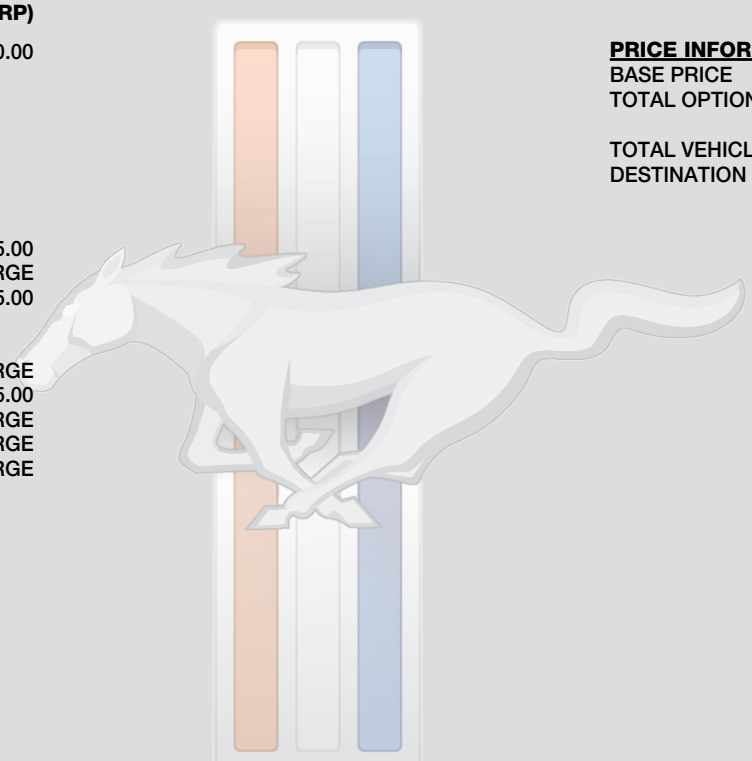 RP)
0.00
5.00
RGE
5.00
RGE
5.00
RGE
RGE
RGE
PRICE INFOR
BASE PRICE
TOTAL OPTION
TOTAL VEHICL
DESTINATION